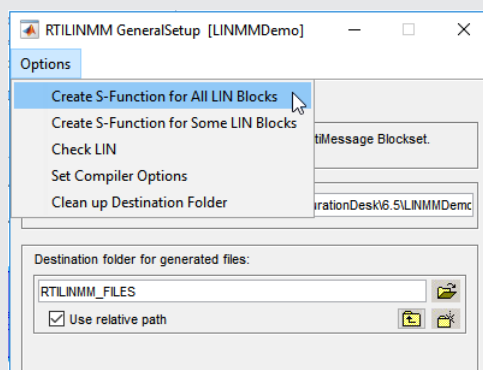 RTILINMM GeneralSetup [LINMMDemo]
Options
Create S-Function for All LIN Blocks
Create S-Function for Some LIN Blocks
Check LIN
Set Compiler Options
Clean up Destination Folder
tiMessage Blockset.
urationDesk\6.5\LINMMDemo
Destination folder for generated files:
RTILINMM_FILES
Use relative path